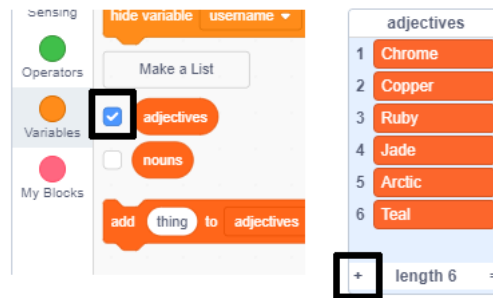 Sensing
hide variable username
Operators
Make a List
adjectives
Variables
nouns
My Blocks
add thing to adjectives
adjectives
1 Chrome
2 Copper
3 Ruby
4 Jade
5 Arctic
6 Teal
+ length 6 =